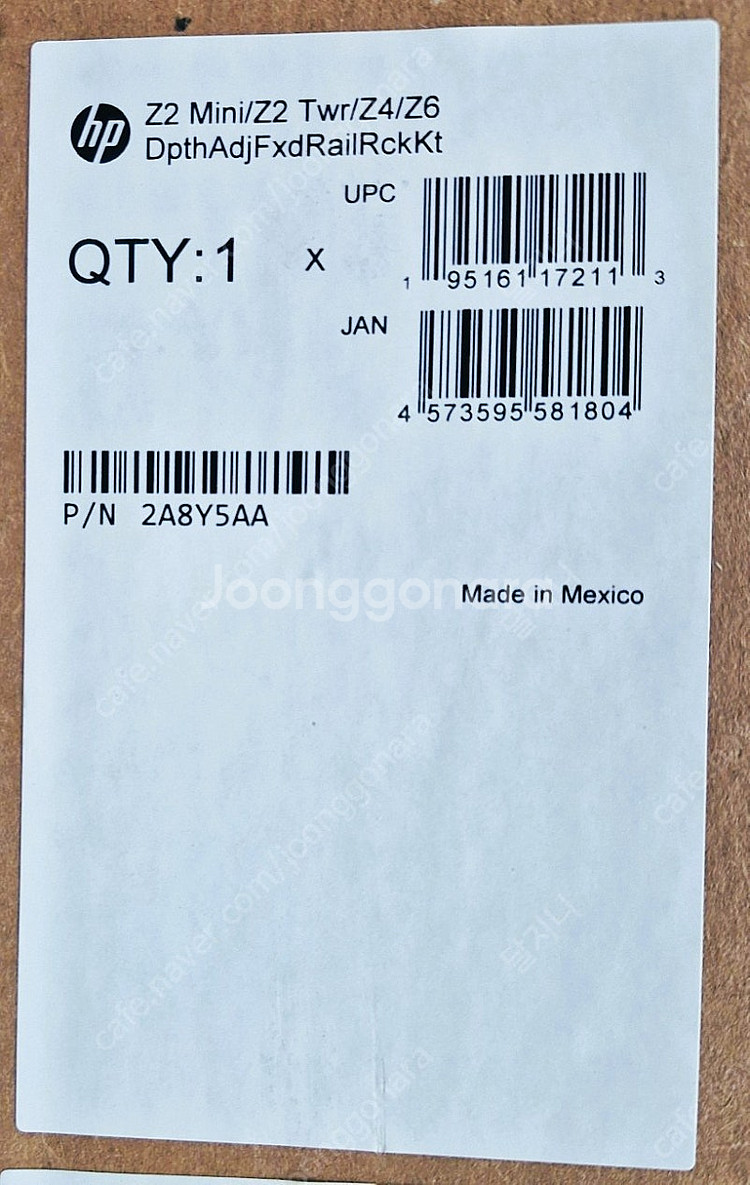 hp Z2 Mini/Z2 Twr/Z4/Z6
DpthAdjFxdRailRckKt
UPC
QTY:1 X
1 95161 17211 3
JAN
4 573595 581804
P/N 2A8Y5AA
Joonggonara
Made in Mexico
cafe.naver.com/joonggonara